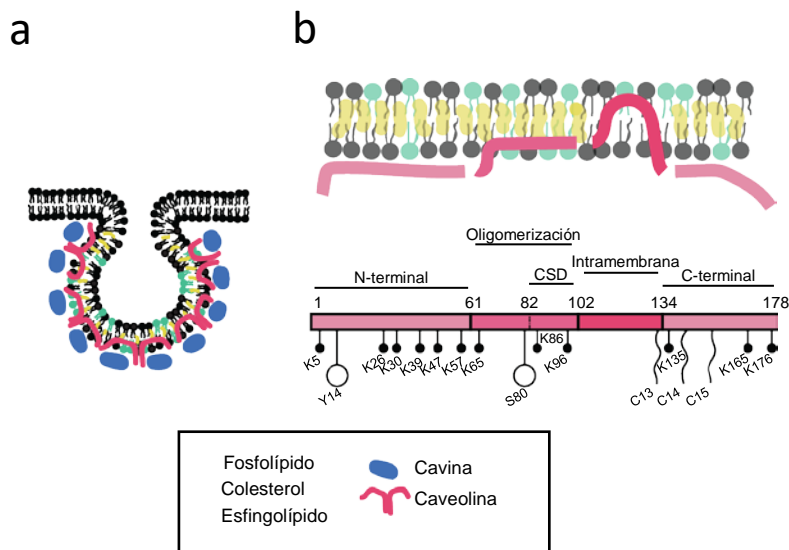 a
b
Oligomerización
Intramembrana
N-terminal
CSD
C-terminal
1
61
82
102
134
178
K5
K26
K30
K39
K47
K57
K65
K86
K96
K135
K165
K176
Y14
S80
C13
C14
C15
Fosfolípido
Colesterol
Esfingolípido
Cavina
Caveolina